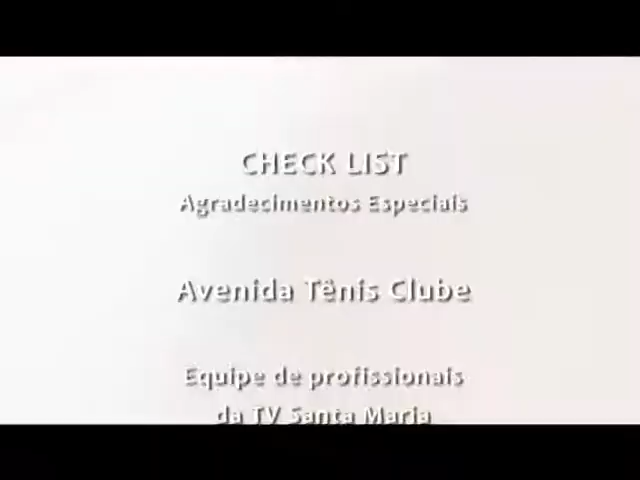 CHECK LIST
Agradecimentos Especiais
Avenida Tênis Clube
Equipe de profissionais
da TV Santa Maria